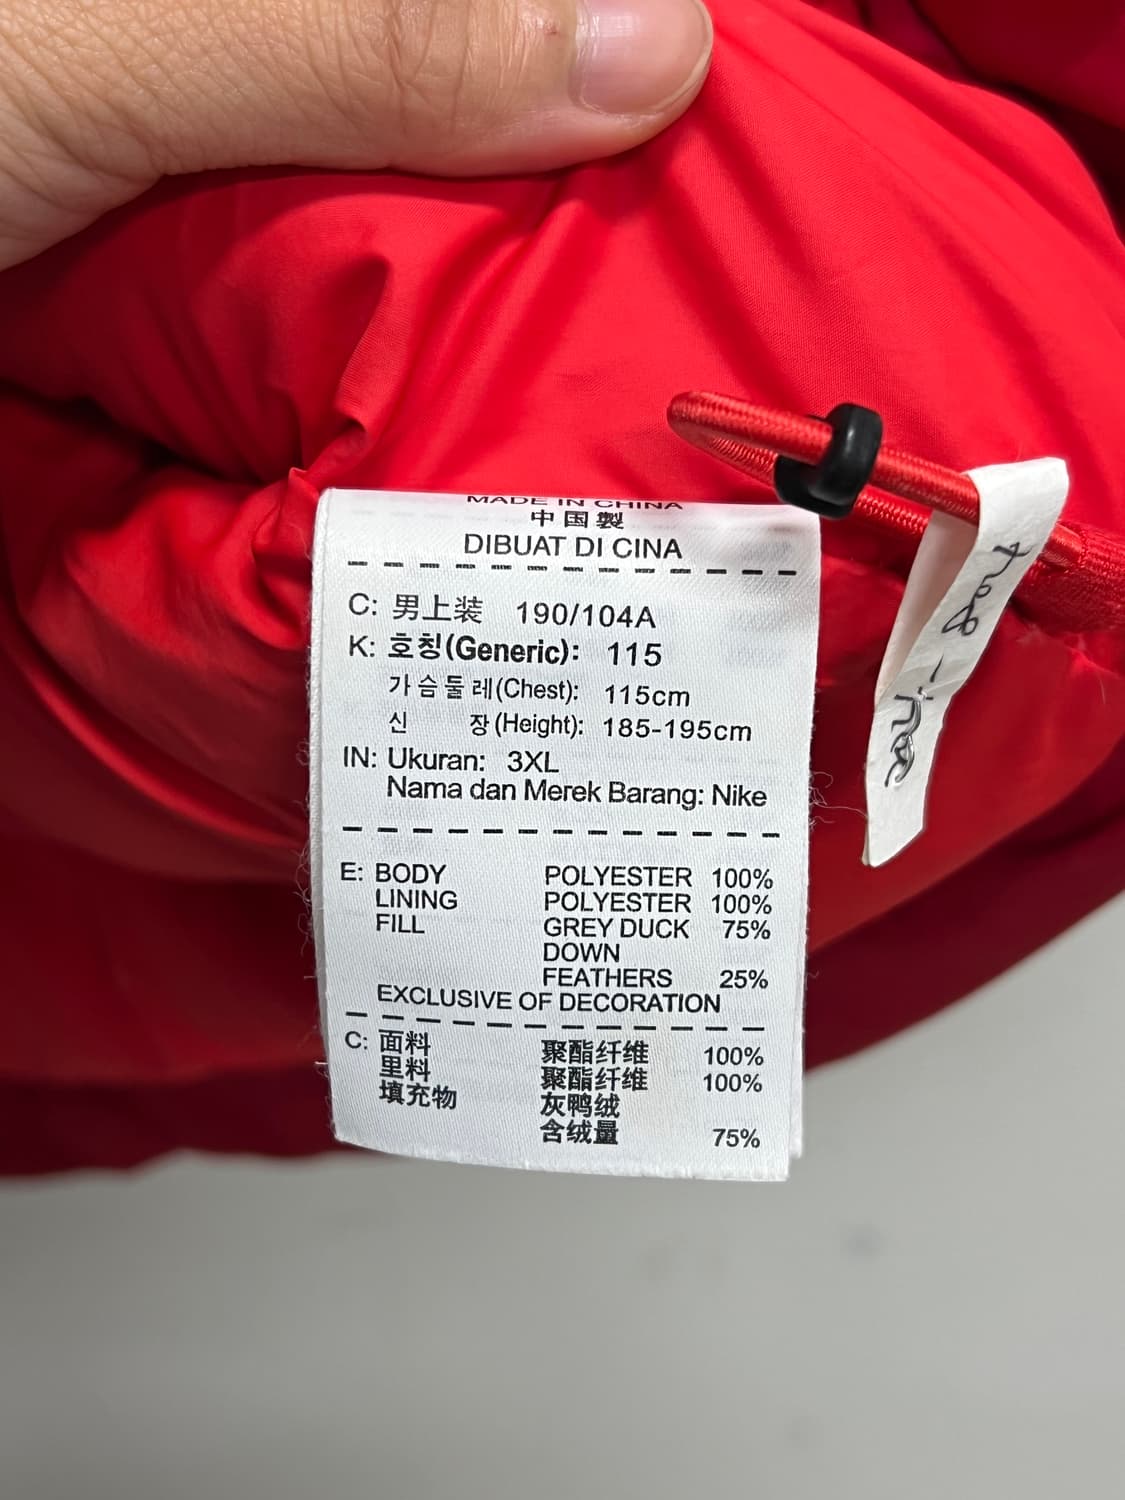 MADE IN CHINA
中国製
DIBUAT DI CINA
C: 男上装 190/104A
K: 호칭(Generic): 115
가슴둘레(Chest): 115cm
신 장(Height): 185-195cm
IN: Ukuran: 3XL
Nama dan Merek Barang: Nike
E: BODY POLYESTER 100%
LINING POLYESTER 100%
FILL GREY DUCK 75%
DOWN
FEATHERS 25%
EXCLUSIVE OF DECORATION
C: 面料 聚酯纤维 100%
里料 聚酯纤维 100%
填充物 灰鸭绒
含绒量 75%